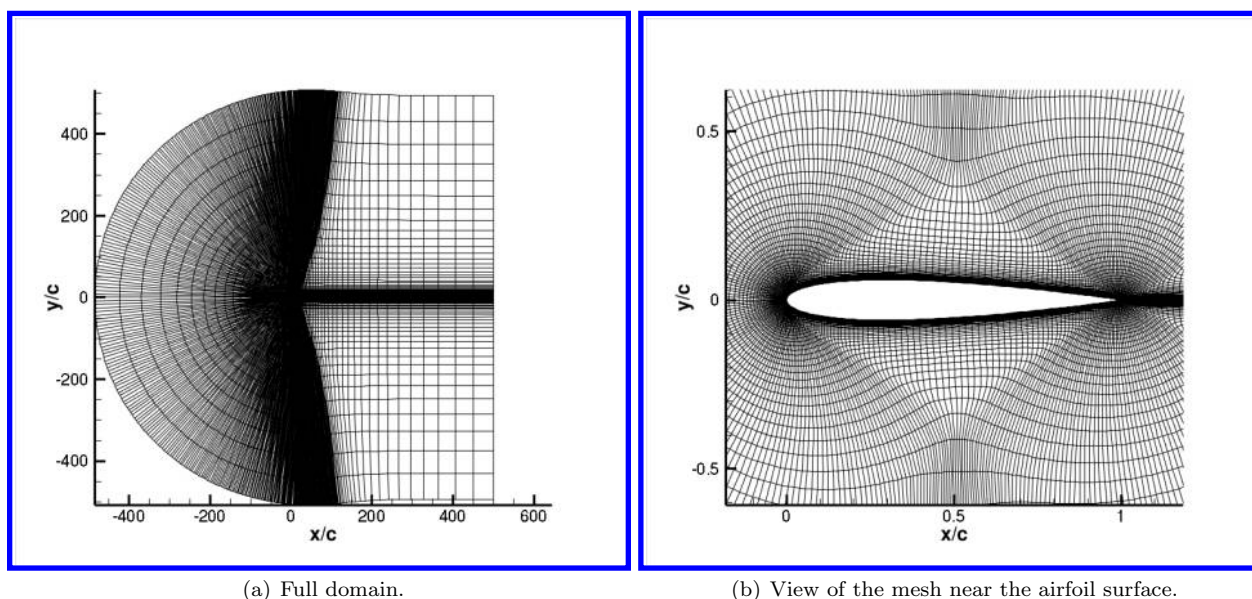 400
200
0
-200
-400
y/c
-400
-200
0
200
400
600
x/c
(a) Full domain.
0.5
0
-0.5
y/c
0
0.5
1
x/c
(b) View of the mesh near the airfoil surface.